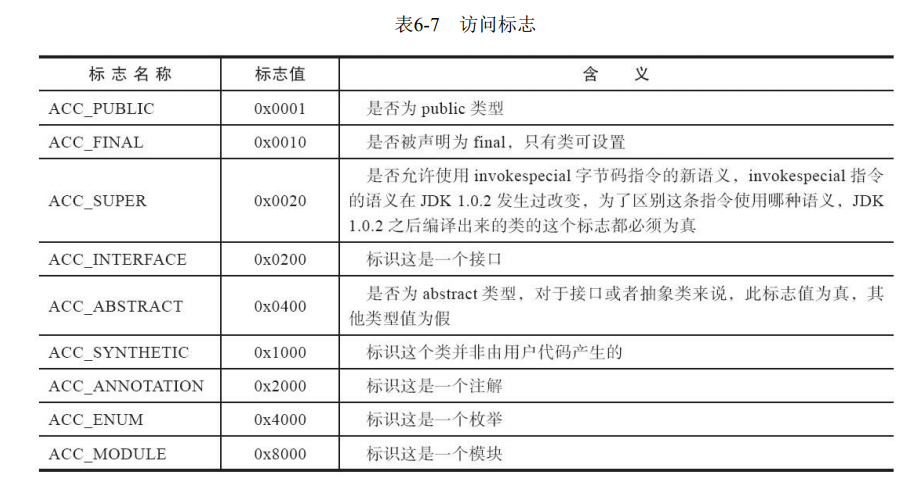 表6-7 访问标志
标志名称 标志值 含义
ACC_PUBLIC 0x0001 是否为 public 类型
ACC_FINAL 0x0010 是否被声明为 final，只有类可设置
ACC_SUPER 0x0020 是否允许使用 invokespecial 字节码指令的新语义，invokespecial 指令
的语义在 JDK 1.0.2 发生过改变，为了区别这条指令使用哪种语义，JDK
1.0.2 之后编译出来的类的这个标志都必须为真
ACC_INTERFACE 0x0200 标识这是一个接口
ACC_ABSTRACT 0x0400 是否为 abstract 类型，对于接口或者抽象类来说，此标志值为真，其
他类型值为假
ACC_SYNTHETIC 0x1000 标识这个类并非由用户代码产生的
ACC_ANNOTATION 0x2000 标识这是一个注解
ACC_ENUM 0x4000 标识这是一个枚举
ACC_MODULE 0x8000 标识这是一个模块